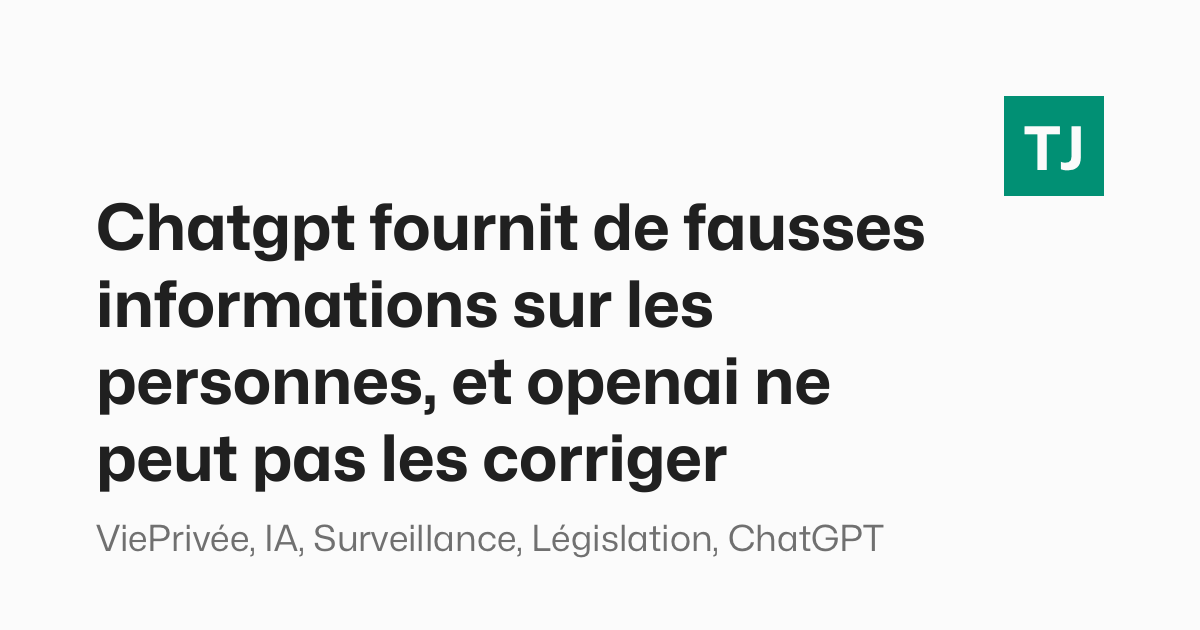 TJ
Chatgpt fournit de fausses
informations sur les
personnes, et openai ne
peut pas les corriger
ViePrivée, IA, Surveillance, Législation, ChatGPT